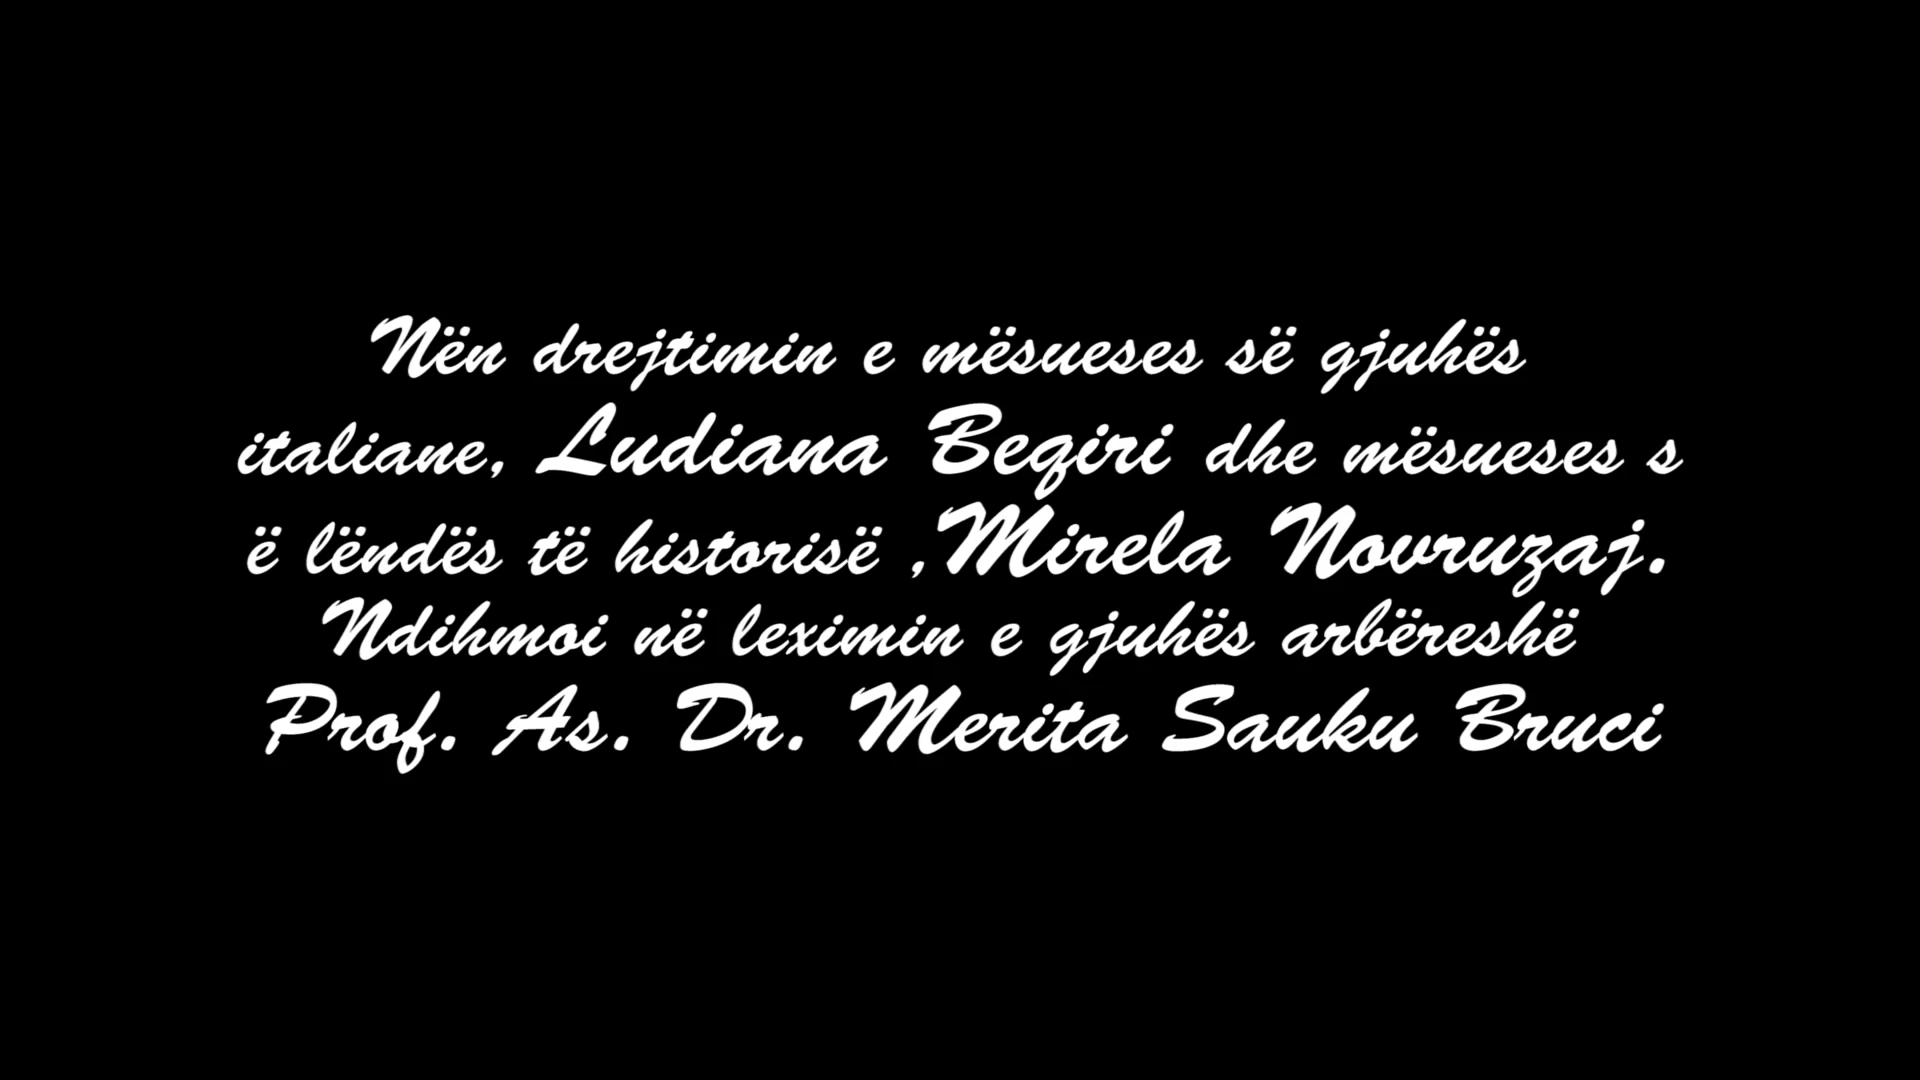 Nën drejtimin e mësueses së gjuhës
italiane, Ludiana Beqiri dhe mësueses s
ë lëndës të historisë ,Mirela Novruzaj.
Ndihmoi në leximin e gjuhës arbëreshë
Prof. As. Dr. Merita Sauku Bruci